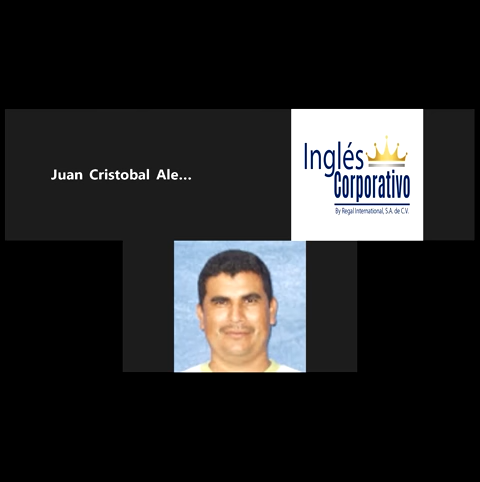 Juan Cristobal Ale...
Inglés
Corporativo
By Regal International, S.A. de C.V.